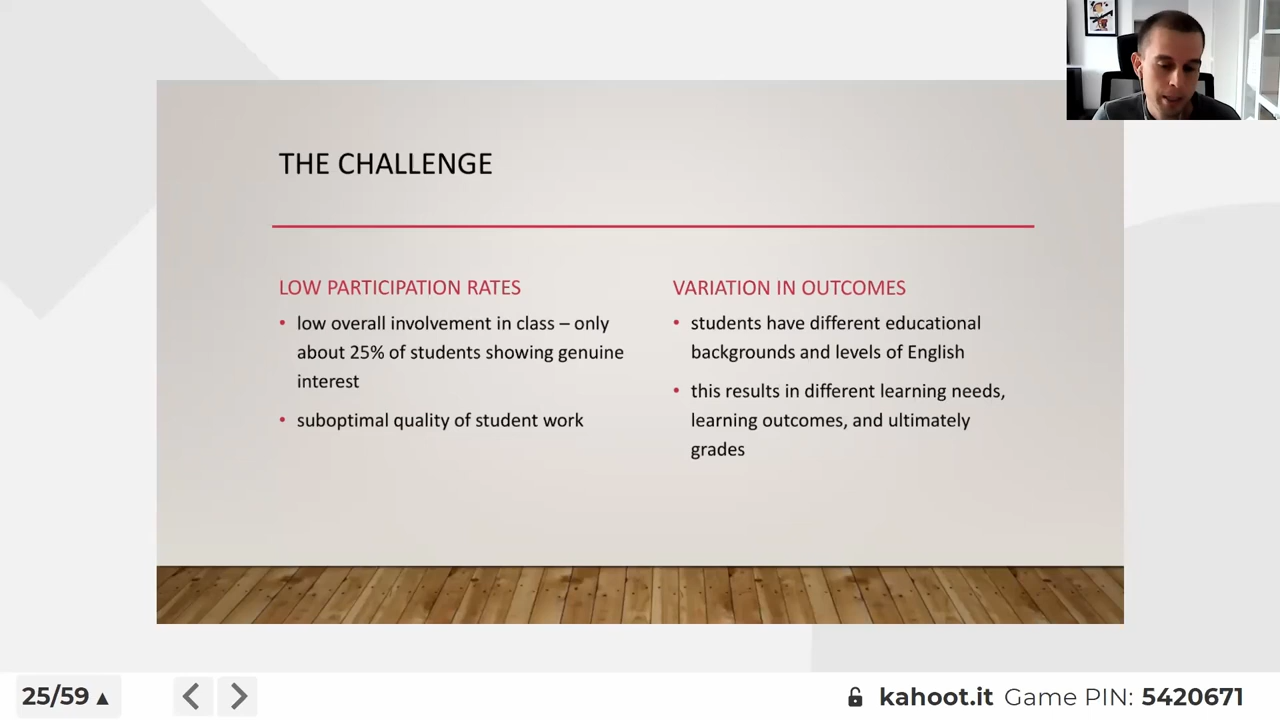 THE CHALLENGE
LOW PARTICIPATION RATES
• low overall involvement in class – only
about 25% of students showing genuine
interest
• suboptimal quality of student work
VARIATION IN OUTCOMES
• students have different educational
backgrounds and levels of English
• this results in different learning needs,
learning outcomes, and ultimately
grades
25/59 ▲
kahoot.it Game PIN: 5420671